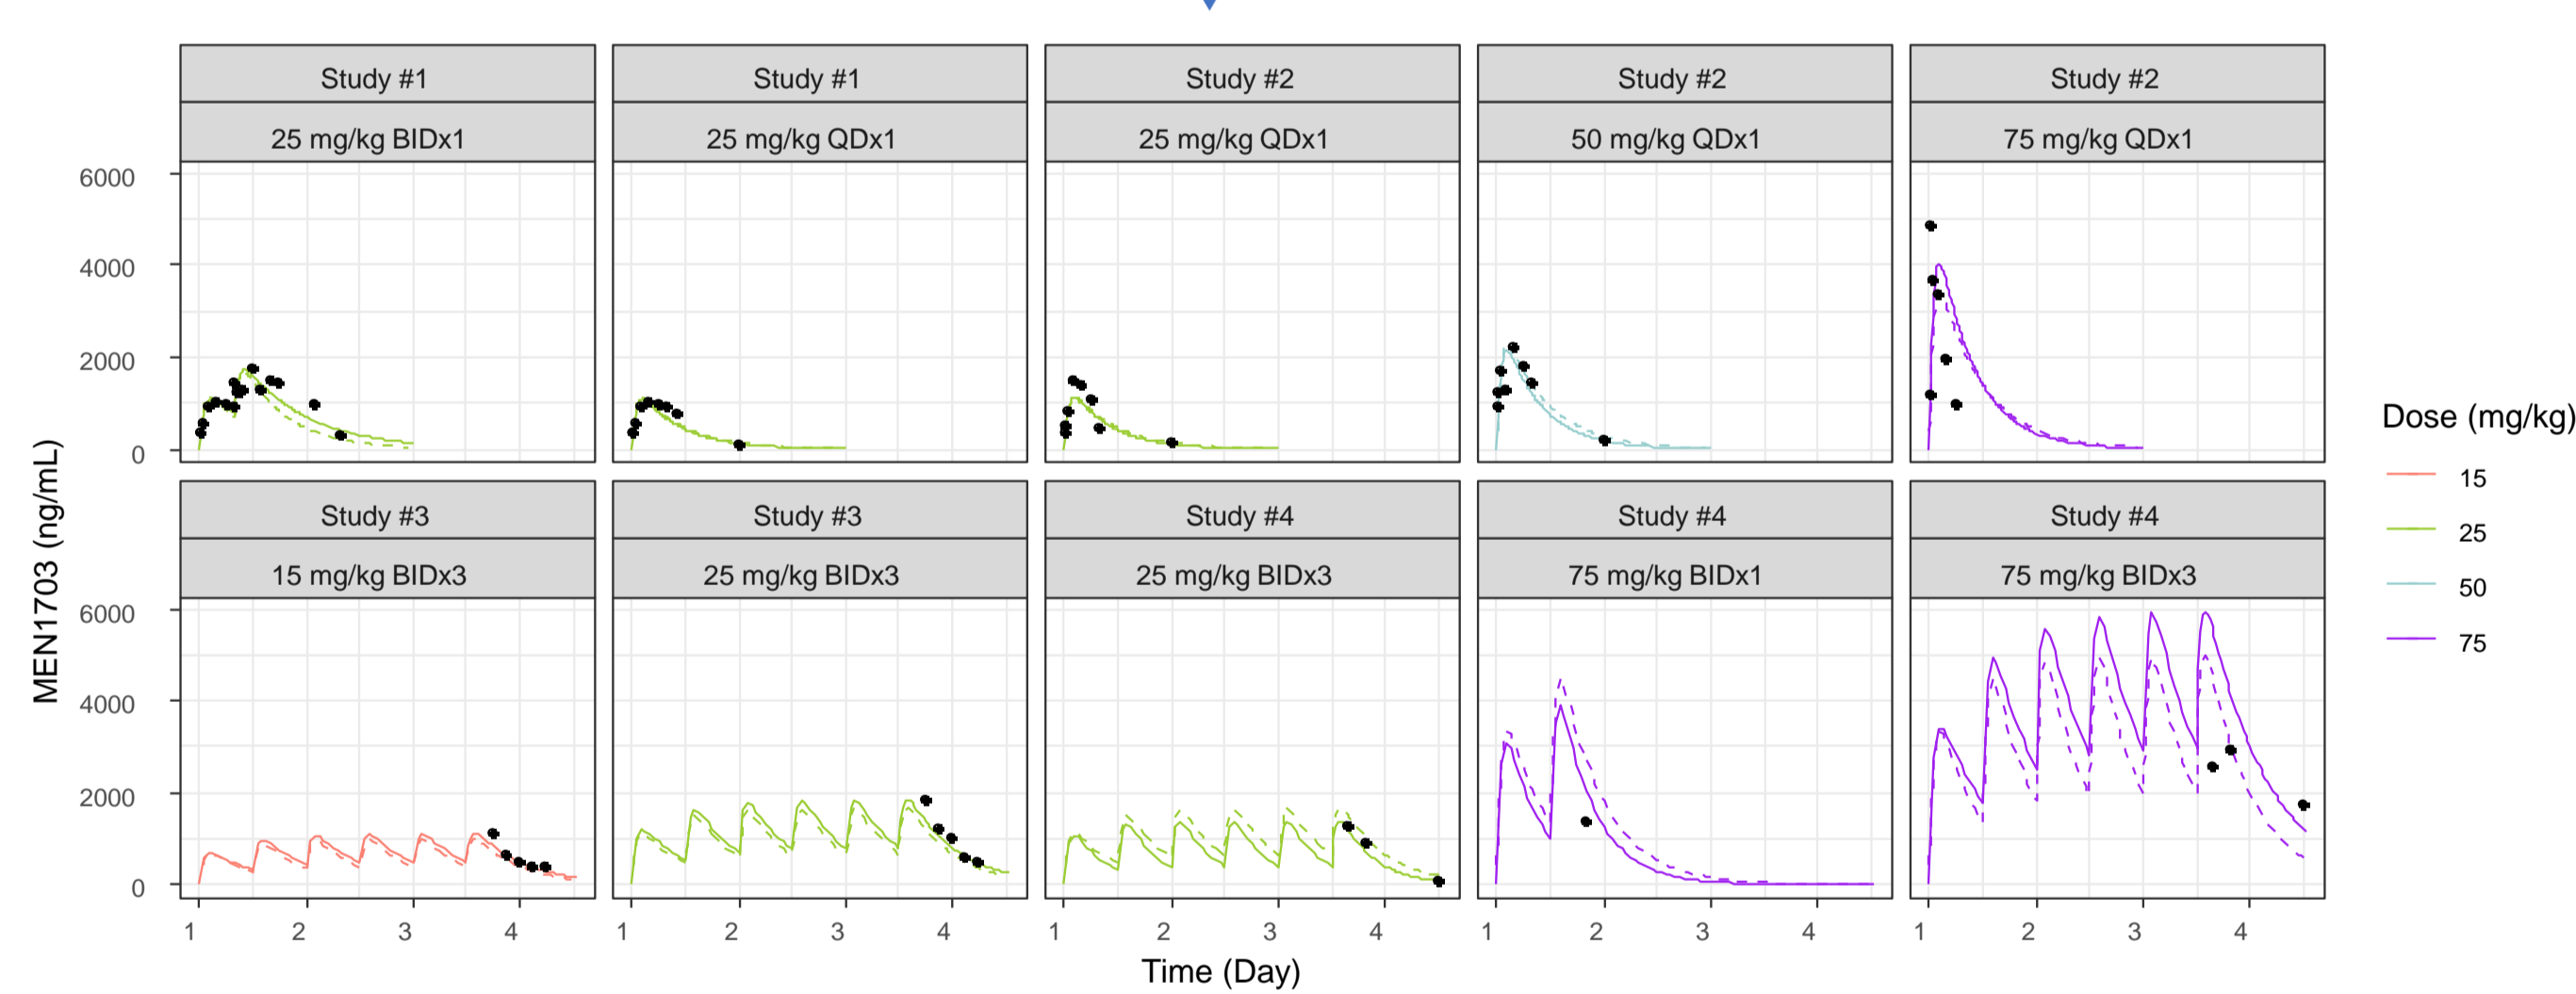 Study #1
Study #1
Study #2
Study #2
Study #2
25 mg/kg BIDx1
25 mg/kg QDx1
25 mg/kg QDx1
50 mg/kg QDx1
75 mg/kg QDx1
6000
4000
2000
0
Study #3
Study #3
Study #4
Study #4
Study #4
15 mg/kg BIDx3
25 mg/kg BIDx3
25 mg/kg BIDx3
75 mg/kg BIDx1
75 mg/kg BIDx3
6000
4000
2000
0
1 2 3 4
1 2 3 4
1 2 3 4
1 2 3 4
1 2 3 4
Time (Day)
MEN1703 (ng/mL)
Dose (mg/kg)
15
25
50
75